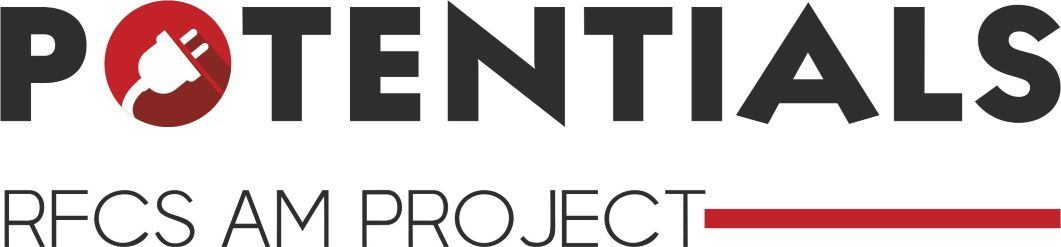 POTENTIALS
RFCS AM PROJECT